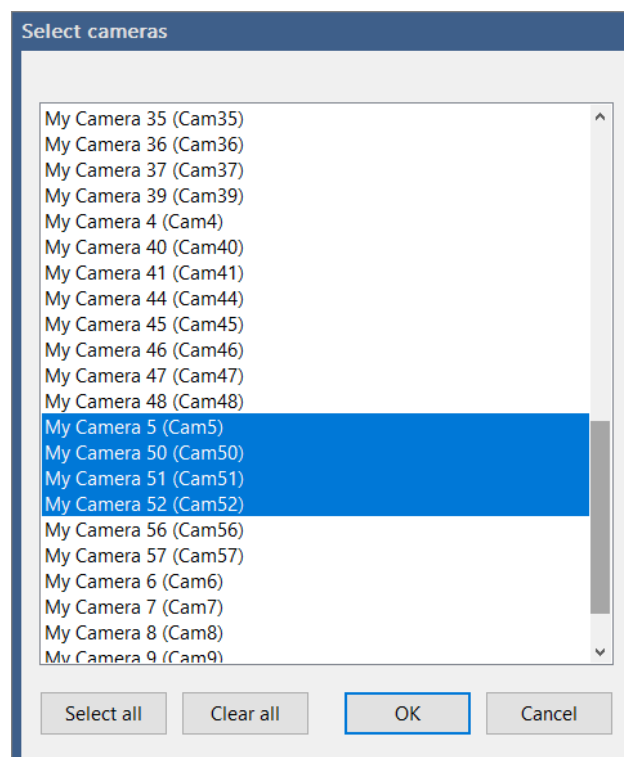 Select cameras
My Camera 35 (Cam35)
My Camera 36 (Cam36)
My Camera 37 (Cam37)
My Camera 39 (Cam39)
My Camera 4 (Cam4)
My Camera 40 (Cam40)
My Camera 41 (Cam41)
My Camera 44 (Cam44)
My Camera 45 (Cam45)
My Camera 46 (Cam46)
My Camera 47 (Cam47)
My Camera 48 (Cam48)
My Camera 5 (Cam5)
My Camera 50 (Cam50)
My Camera 51 (Cam51)
My Camera 52 (Cam52)
My Camera 56 (Cam56)
My Camera 57 (Cam57)
My Camera 6 (Cam6)
My Camera 7 (Cam7)
My Camera 8 (Cam8)
My Camera 9 (Cam9)
Select all Clear all OK Cancel